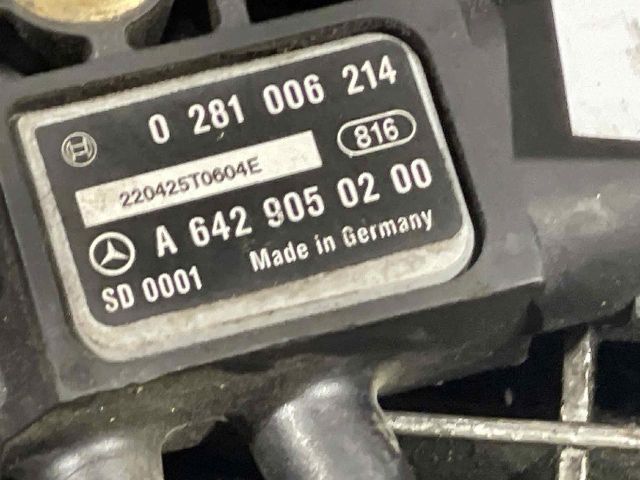 0 281 006 214
816
220425T0604E
A 642 905 02 00
SD 0001 Made in Germany